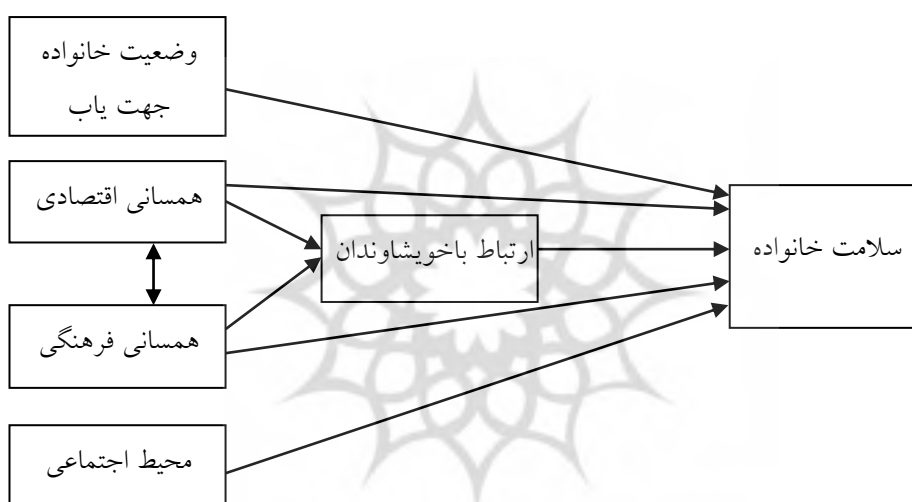 وضعیت خانواده
جهت یاب
همسانی اقتصادی
ارتباط باخویشاوندان
سلامت خانواده
همسانی فرهنگی
محیط اجتماعی